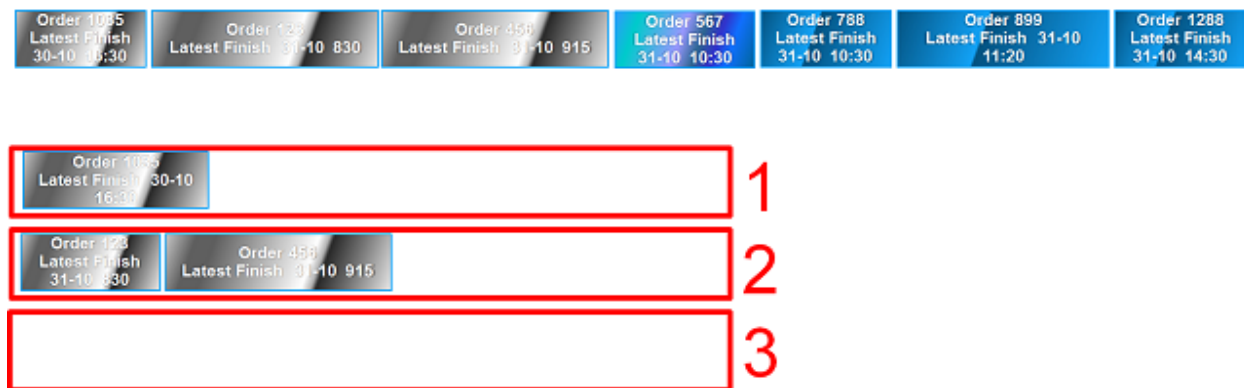 Order 1035
Latest Finish
30-10 16:30
Order 123
Latest Finish 31-10 830
Order 456
Latest Finish 31-10 915
Order 567
Latest Finish
31-10 10:30
Order 788
Latest Finish
31-10 10:30
Order 899
Latest Finish 31-10
11:20
Order 1288
Latest Finish
31-10 14:30
Order 1035
Latest Finish 30-10
16:30
1
Order 123
Latest Finish
31-10 830
Order 456
Latest Finish 31-10 915
2
3